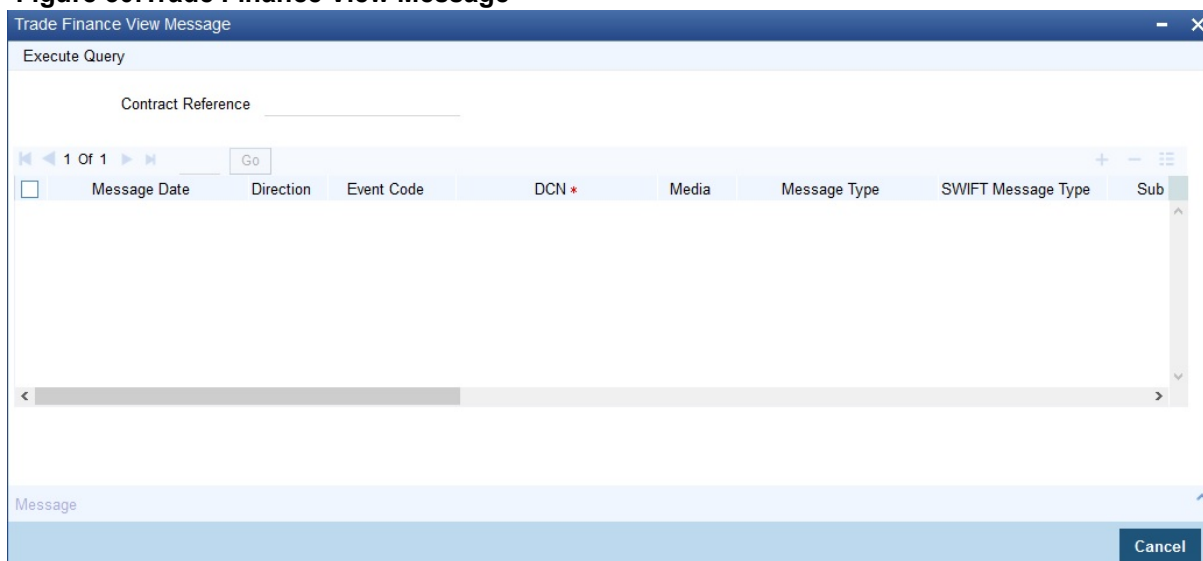 Trade Finance View Message
Execute Query
Contract Reference
1 Of 1 Go
Message Date Direction Event Code DCN * Media Message Type SWIFT Message Type Sub
Message
Cancel